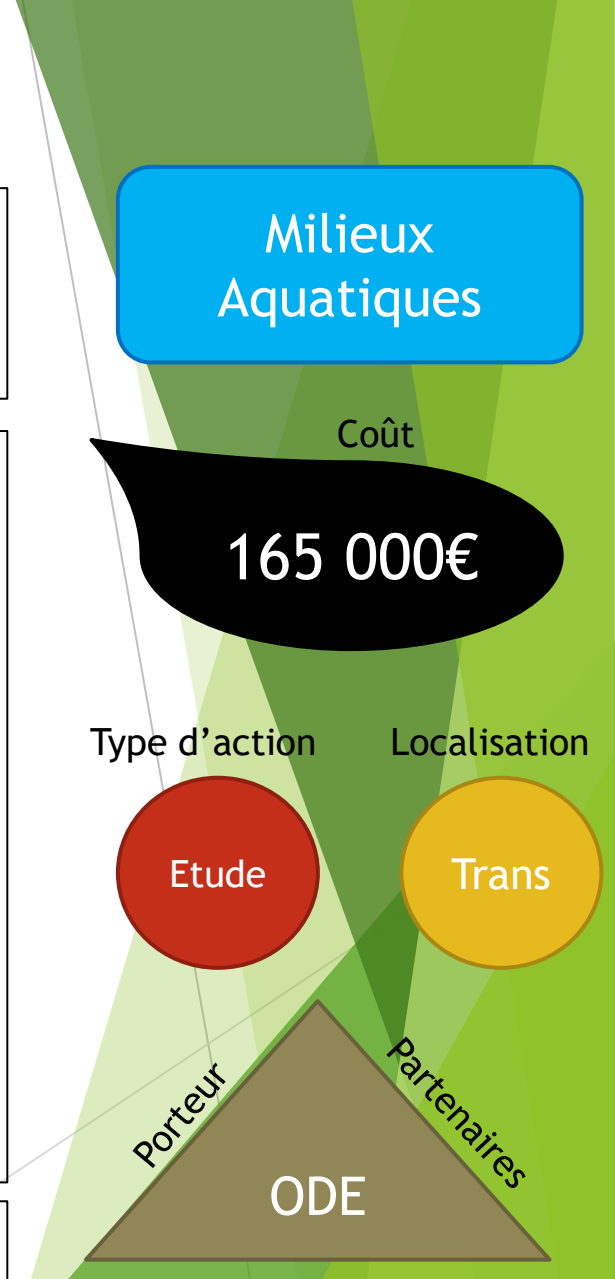 Milieux
Aquatiques
Coût
165 000€
Type d’action
Localisation
Etude
Trans
Porteur
Partenaires
ODE